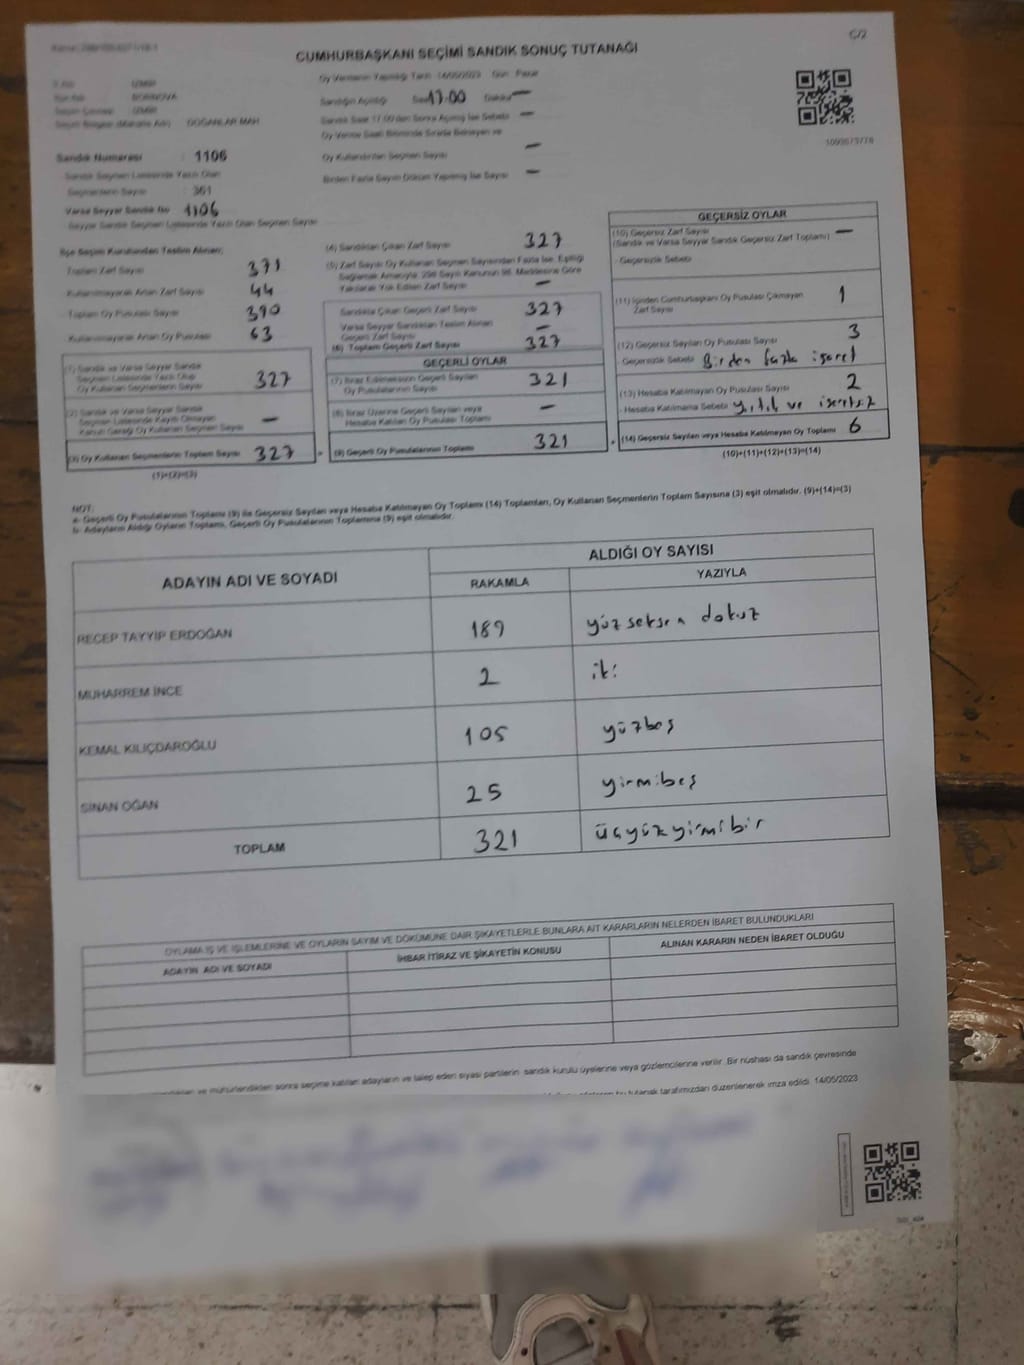 C/2
CUMHURBAŞKANI SEÇİMİ SANDIK SONUÇ TUTANAĞI
Oy Vermenin Yapıldığı Tarih : 14/05/2023 Gün : Pazar
İZMİR
BORNOVA
İZMİR
DOĞANLAR MAH.
Sandığın Açıldığı Saat 17:00 Dakika —
Sandık Saat 17.00'den Sonra Açılmış İse Sebebi —
Oy Verme Saati Bitiminde Sırada Bekleyen ve
Oy Kullandırılan Seçmen Sayısı —
Birden Fazla Sayım Döküm Yapılmış İse Sayısı —
Sandık Numarası : 1106
Sandık Seçmen Listesinde Yazılı Olan
Seçmenlerin Sayısı : 361
Varsa Seyyar Sandık No 1106
Seyyar Sandık Seçmen Listesinde Yazılı Olan Seçmen Sayısı
İlçe Seçim Kurulundan Teslim Alınan;
Toplam Zarf Sayısı 371
Kullanılmayarak Artan Zarf Sayısı 44
Toplam Oy Pusulası Sayısı 390
Kullanılmayarak Artan Oy Pusulası 63
(1) Sandık ve Varsa Seyyar Sandık
Seçmen Listesinde Yazılı Olup
Oy Kullanan Seçmenlerin Sayısı 327
(2) Sandık ve Varsa Seyyar Sandık
Seçmen Listesinde Kayıtlı Olmayan
Kanun Gereği Oy Kullanan Seçmen Sayısı —
(3) Oy Kullanan Seçmenlerin Toplam Sayısı 327
(1)+(2)=(3)
(4) Sandıktan Çıkan Zarf Sayısı 327
(5) Zarf Sayısı Oy Kullanan Seçmen Sayısından Fazla İse, Eşitliği
Sağlamak Amacıyla, 298 Sayılı Kanunun 98. Maddesine Göre
Yakılarak Yok Edilen Zarf Sayısı —
Sandıkta Çıkan Geçerli Zarf Sayısı 327
Varsa Seyyar Sandıktan Teslim Alınan
Geçerli Zarf Sayısı —
(6) Toplam Geçerli Zarf Sayısı 327
GEÇERLİ OYLAR
(7) İtiraz Edilmeksizin Geçerli Sayılan
Oy Pusulalarının Sayısı 321
(8) İtiraz Üzerine Geçerli Sayılan veya
Hesaba Katılan Oy Pusulası Toplamı —
(9) Geçerli Oy Pusulalarının Toplamı 321
GEÇERSİZ OYLAR
(10) Geçersiz Zarf Sayısı —
(Sandık ve Varsa Seyyar Sandık Geçersiz Zarf Toplamı)
Geçersizlik Sebebi
(11) İçinden Cumhurbaşkanı Oy Pusulası Çıkmayan
Zarf Sayısı 1
(12) Geçersiz Sayılan Oy Pusulası Sayısı 3
Geçersizlik Sebebi Birden fazla işaret
(13) Hesaba Katılmayan Oy Pusulası Sayısı 2
Hesaba Katılmama Sebebi yırtık ve işaretsiz
(14) Geçersiz Sayılan veya Hesaba Katılmayan Oy Toplamı 6
(10)+(11)+(12)+(13)=(14)
NOT:
a- Geçerli Oy Pusulalarının Toplamı (9) ile Geçersiz Sayılan veya Hesaba Katılmayan Oy Toplamı (14) Toplamları, Oy Kullanan Seçmenlerin Toplam Sayısına (3) eşit olmalıdır. (9)+(14)=(3)
b- Adayların Aldığı Oyların Toplamı, Geçerli Oy Pusulalarının Toplamına (9) eşit olmalıdır.
ADAYIN ADI VE SOYADI ALDIĞI OY SAYISI
RAKAMLA YAZIYLA
RECEP TAYYİP ERDOĞAN 189 yüz seksen dokuz
MUHARREM İNCE 2 iki
KEMAL KILIÇDAROĞLU 105 yüzbeş
SİNAN OĞAN 25 yirmibeş
TOPLAM 321 üçyüzyirmibir
OYLAMA İŞ VE İŞLEMLERİNE VE OYLARIN SAYIM VE DÖKÜMÜNE DAİR ŞİKAYETLERLE BUNLARA AİT KARARLARIN NELERDEN İBARET BULUNDUKLARI
ADAYIN ADI VE SOYADI İHBAR İTİRAZ VE ŞİKAYETİN KONUSU ALINAN KARARIN NEDEN İBARET OLDUĞU
ve mühürlendikten sonra seçime katılan adayların ve talep eden siyasi partilerin sandık kurulu üyelerine veya gözlemcilerine verilir. Bir nüshası da sandık çevresinde
bu tutanak tarafımızdan düzenlenerek imza edildi. 14/05/2023